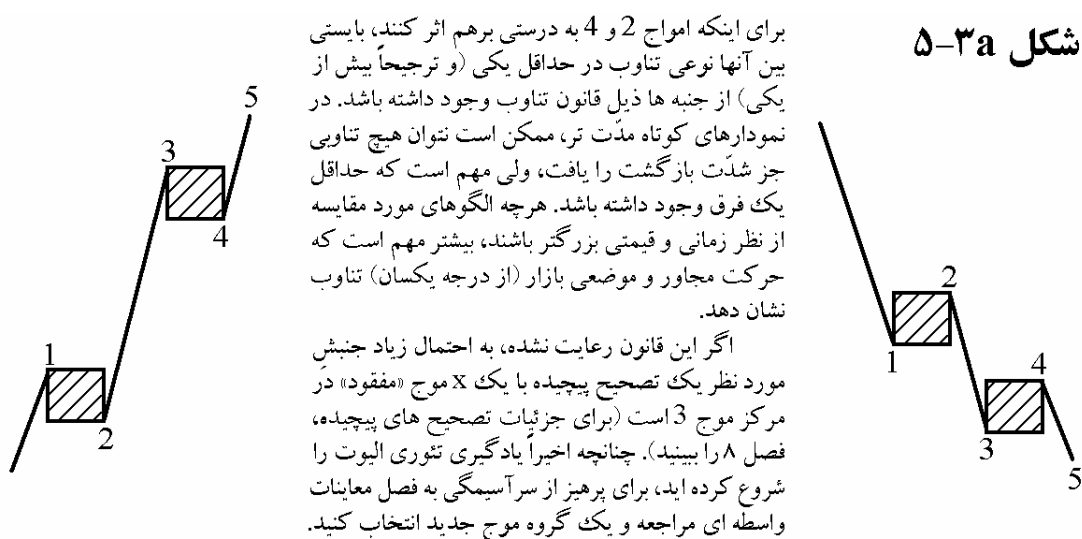 شکل ۵-۳a
برای اینکه امواج 2 و 4 به درستی برهم اثر کنند، بایستی
بین آنها نوعی تناوب در حداقل یکی (و ترجیحاً بیش از
یکی) از جنبه ها ذیل قانون تناوب وجود داشته باشد. در
نمودارهای کوتاه مدّت تر، ممکن است نتوان هیچ تناوبی
جز شدّت بازگشت را یافت، ولی مهم است که حداقل
یک فرق وجود داشته باشد. هرچه الگوهای مورد مقایسه
از نظر زمانی و قیمتی بزرگتر باشند، بیشتر مهم است که
حرکت مجاور و موضعی بازار (از درجه یکسان) تناوب
نشان دهد.
اگر این قانون رعایت نشده، به احتمال زیاد جنبشِ
مورد نظر یک تصحیح پیچیده با یک x موج «مفقود» در
مرکز موج 3 است (برای جزئیات تصحیح های پیچیده،
فصل ۸ را ببینید). چنانچه اخیراً یادگیری تئوری الیوت را
شروع کرده اید، برای پرهیز از سرآسیمگی به فصل معاینات
واسطه ای مراجعه و یک گروه موج جدید انتخاب کنید.
1
2
3
4
5
1
2
3
4
5